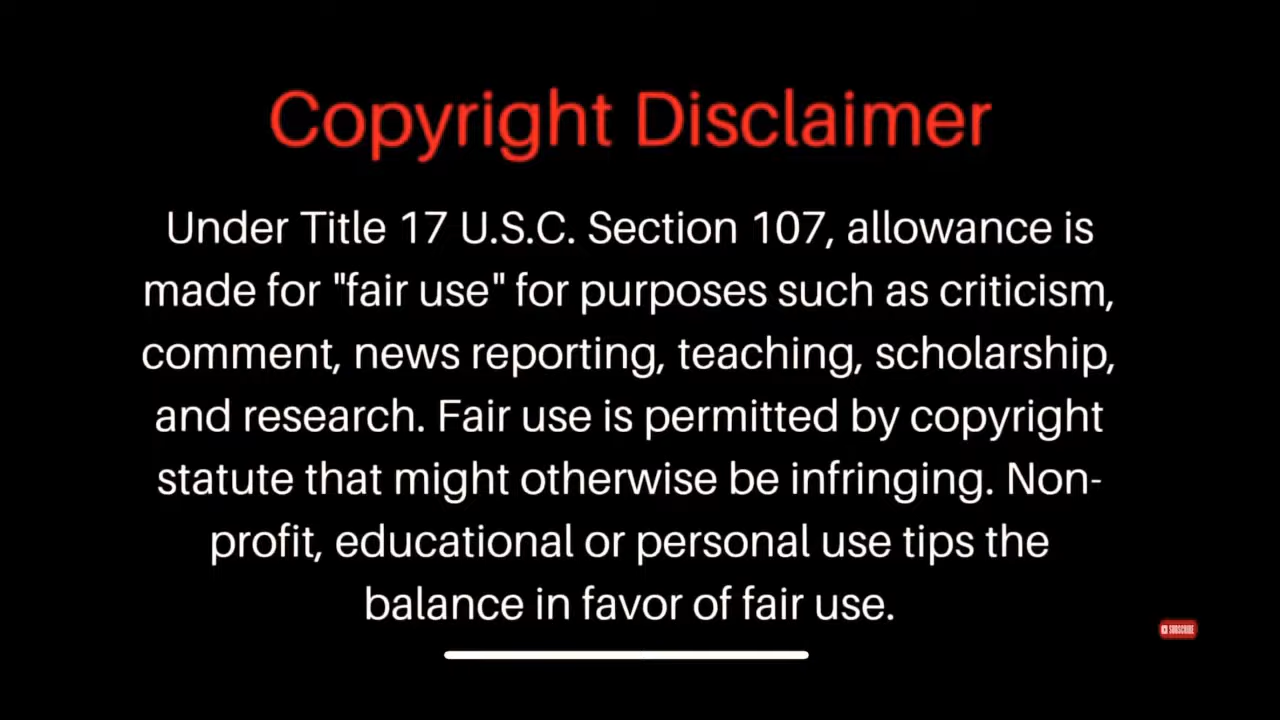 Copyright Disclaimer
Under Title 17 U.S.C. Section 107, allowance is
made for "fair use" for purposes such as criticism,
comment, news reporting, teaching, scholarship,
and research. Fair use is permitted by copyright
statute that might otherwise be infringing. Non-
profit, educational or personal use tips the
balance in favor of fair use.
SUBSCRIBE